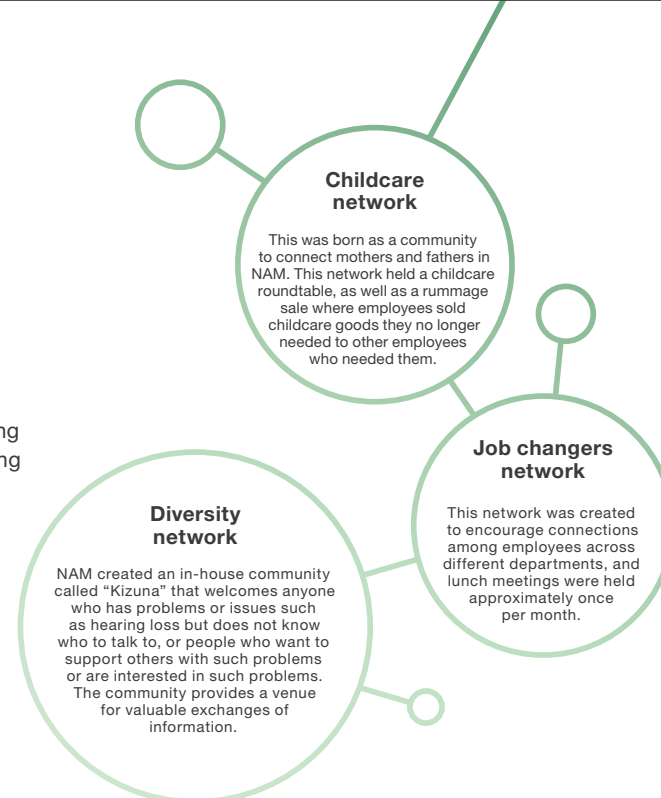 Childcare
network
This was born as a community
to connect mothers and fathers in
NAM. This network held a childcare
roundtable, as well as a rummage
sale where employees sold
childcare goods they no longer
needed to other employees
who needed them.
ng
ng
Job changers
network
This network was created
to encourage connections
among employees across
different departments, and
lunch meetings were held
approximately once
per month.
Diversity
network
NAM created an in-house community
called “Kizuna” that welcomes anyone
who has problems or issues such
as hearing loss but does not know
who to talk to, or people who want to
support others with such problems
or are interested in such problems.
The community provides a venue
for valuable exchanges of
information.